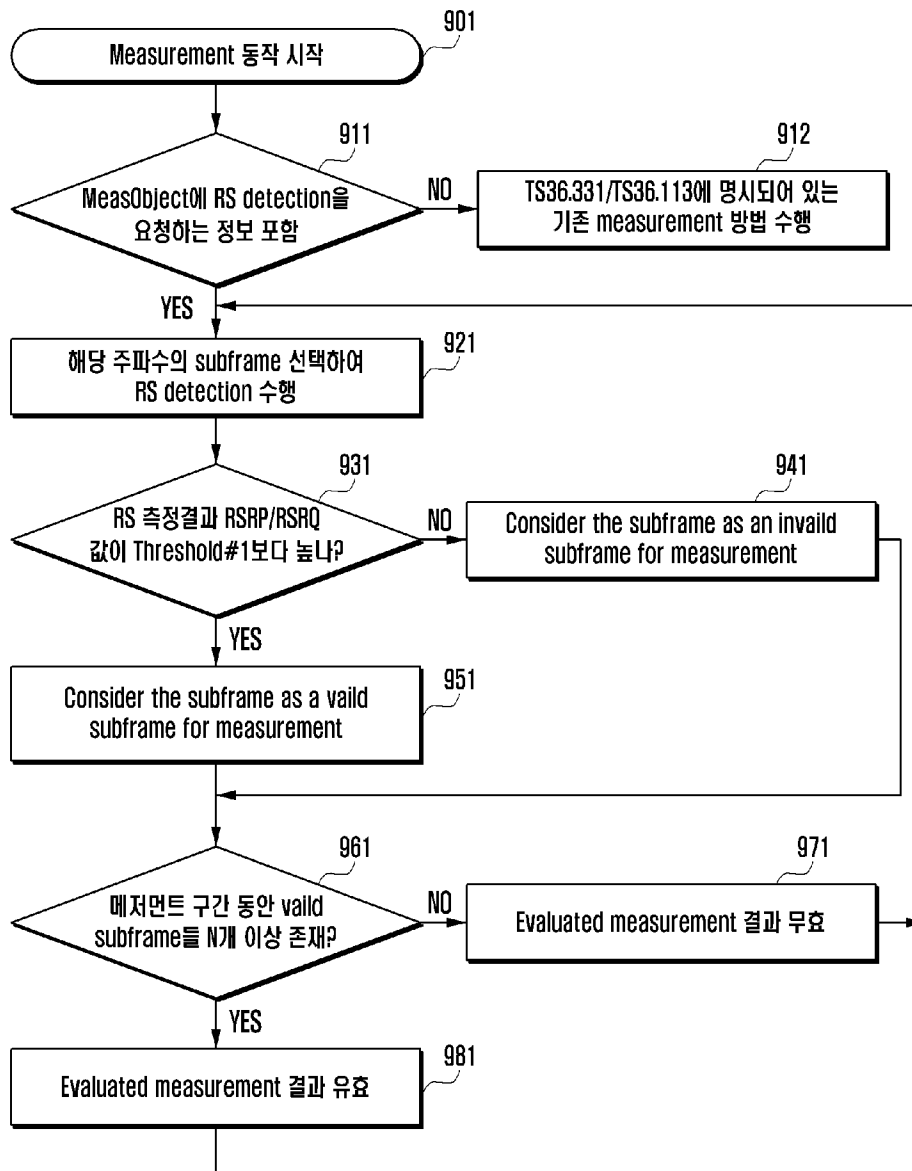 901
Measurement 동작 시작
911
MeasObject에 RS detection을
요청하는 정보 포함
NO
912
TS36.331/TS36.113에 명시되어 있는
기존 measurement 방법 수행
YES
921
해당 주파수의 subframe 선택하여
RS detection 수행
931
RS 측정결과 RSRP/RSRQ
값이 Threshold#1보다 높나?
NO
941
Consider the subframe as an invaild
subframe for measurement
YES
951
Consider the subframe as a vaild
subframe for measurement
961
메저먼트 구간 동안 vaild
subframe들 N개 이상 존재?
NO
971
Evaluated measurement 결과 무효
YES
981
Evaluated measurement 결과 유효